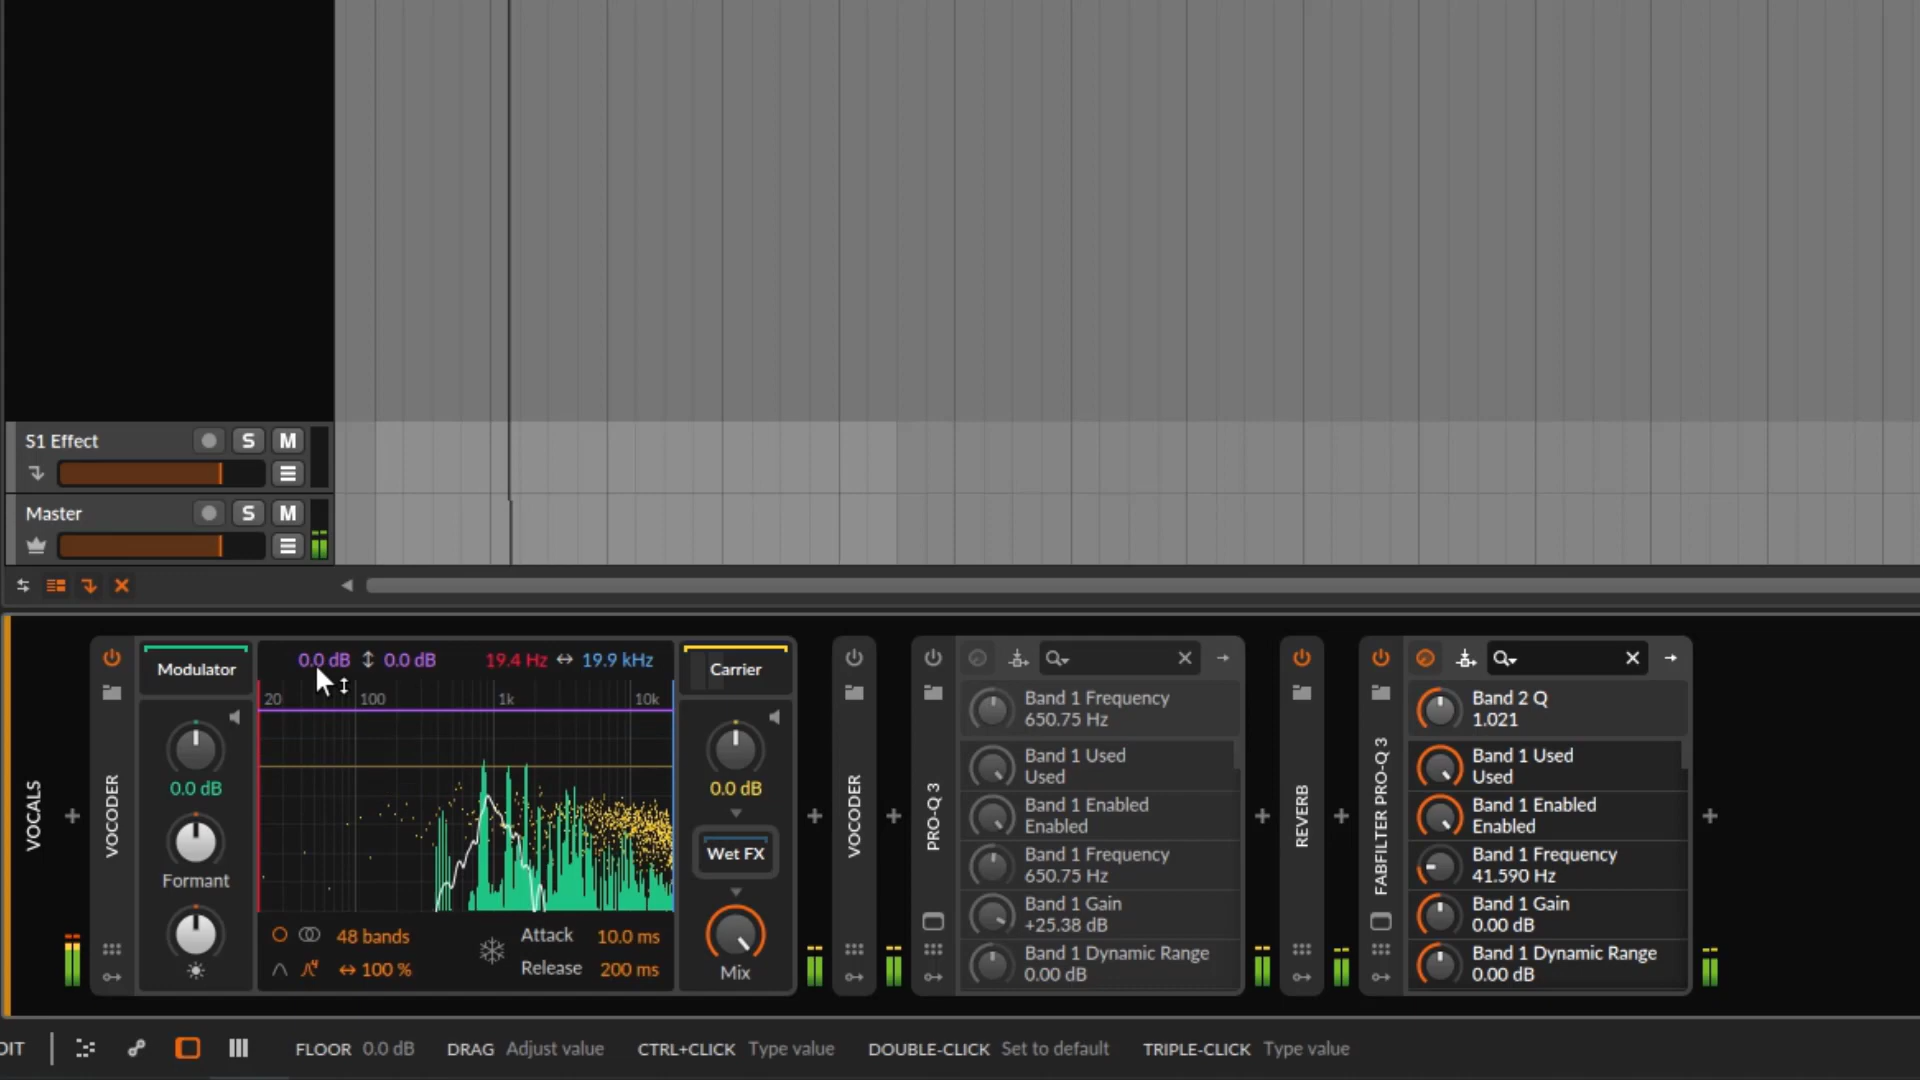 S1 Effect
S M
Master
S M
VOCALS
VOCODER
Modulator
0.0 dB
Formant
0.0 dB 0.0 dB 19.4 Hz 19.9 kHz
20 100 1k 10k
48 bands
100 %
Attack 10.0 ms
Release 200 ms
Carrier
0.0 dB
Wet FX
Mix
VOCODER
PRO-Q 3
Band 1 Frequency
650.75 Hz
Band 1 Used
Used
Band 1 Enabled
Enabled
Band 1 Frequency
650.75 Hz
Band 1 Gain
+25.38 dB
Band 1 Dynamic Range
0.00 dB
REVERB
FABFILTER PRO-Q 3
Band 2 Q
1.021
Band 1 Used
Used
Band 1 Enabled
Enabled
Band 1 Frequency
41.590 Hz
Band 1 Gain
0.00 dB
Band 1 Dynamic Range
0.00 dB
DIT FLOOR 0.0 dB DRAG Adjust value CTRL+CLICK Type value DOUBLE-CLICK Set to default TRIPLE-CLICK Type value